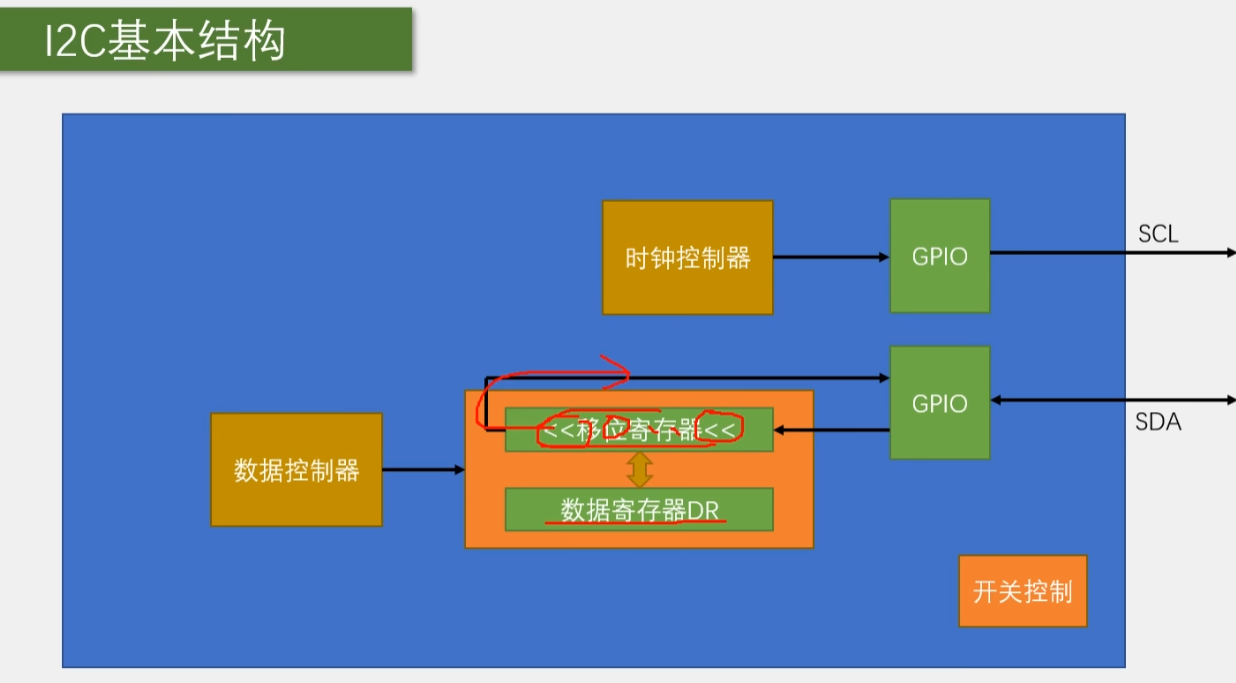 I2C基本结构
时钟控制器
GPIO
SCL
GPIO
SDA
<<移位寄存器<<
数据控制器
数据寄存器DR
开关控制